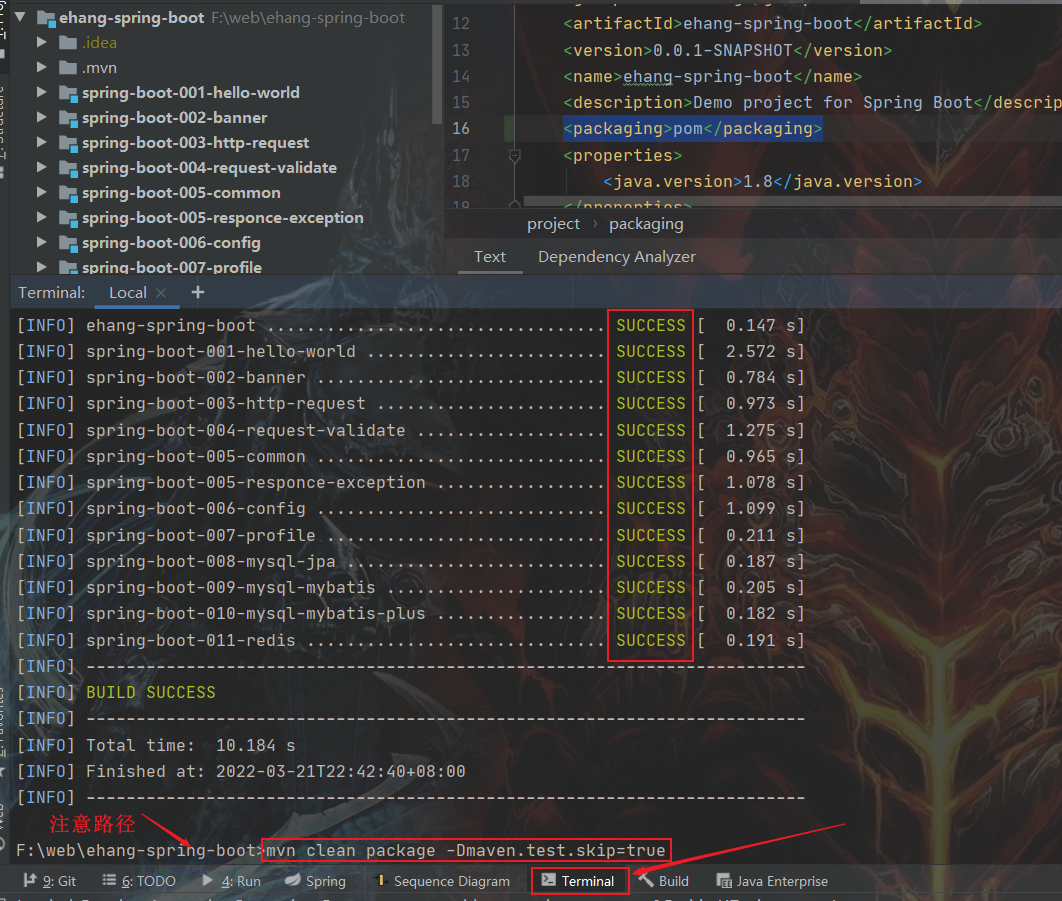 ehang-spring-boot F:\web\ehang-spring-boot
.idea
.mvn
spring-boot-001-hello-world
spring-boot-002-banner
spring-boot-003-http-request
spring-boot-004-request-validate
spring-boot-005-common
spring-boot-005-responce-exception
spring-boot-006-config
spring-boot-007-profile
12 <artifactId>ehang-spring-boot</artifactId>
13 <version>0.0.1-SNAPSHOT</version>
14 <name>ehang-spring-boot</name>
15 <description>Demo project for Spring Boot</descrip
16 <packaging>pom</packaging>
17 <properties>
18 <java.version>1.8</java.version>
19 </properties>
project › packaging
Text Dependency Analyzer
Terminal: Local × +
[INFO] ehang-spring-boot .................................. SUCCESS [  0.147 s]
[INFO] spring-boot-001-hello-world ........................ SUCCESS [  2.572 s]
[INFO] spring-boot-002-banner ............................. SUCCESS [  0.784 s]
[INFO] spring-boot-003-http-request ....................... SUCCESS [  0.973 s]
[INFO] spring-boot-004-request-validate ................... SUCCESS [  1.275 s]
[INFO] spring-boot-005-common ............................. SUCCESS [  0.965 s]
[INFO] spring-boot-005-responce-exception ................. SUCCESS [  1.078 s]
[INFO] spring-boot-006-config ............................. SUCCESS [  1.099 s]
[INFO] spring-boot-007-profile ............................ SUCCESS [  0.211 s]
[INFO] spring-boot-008-mysql-jpa .......................... SUCCESS [  0.187 s]
[INFO] spring-boot-009-mysql-mybatis ...................... SUCCESS [  0.205 s]
[INFO] spring-boot-010-mysql-mybatis-plus ................. SUCCESS [  0.182 s]
[INFO] spring-boot-011-redis .............................. SUCCESS [  0.191 s]
[INFO] ------------------------------------------------------------------------
[INFO] BUILD SUCCESS
[INFO] ------------------------------------------------------------------------
[INFO] Total time:  10.184 s
[INFO] Finished at: 2022-03-21T22:42:40+08:00
[INFO] ------------------------------------------------------------------------
注意路径
F:\web\ehang-spring-boot>mvn clean package -Dmaven.test.skip=true
9: Git 6: TODO 4: Run Spring Sequence Diagram Terminal Build Java Enterprise